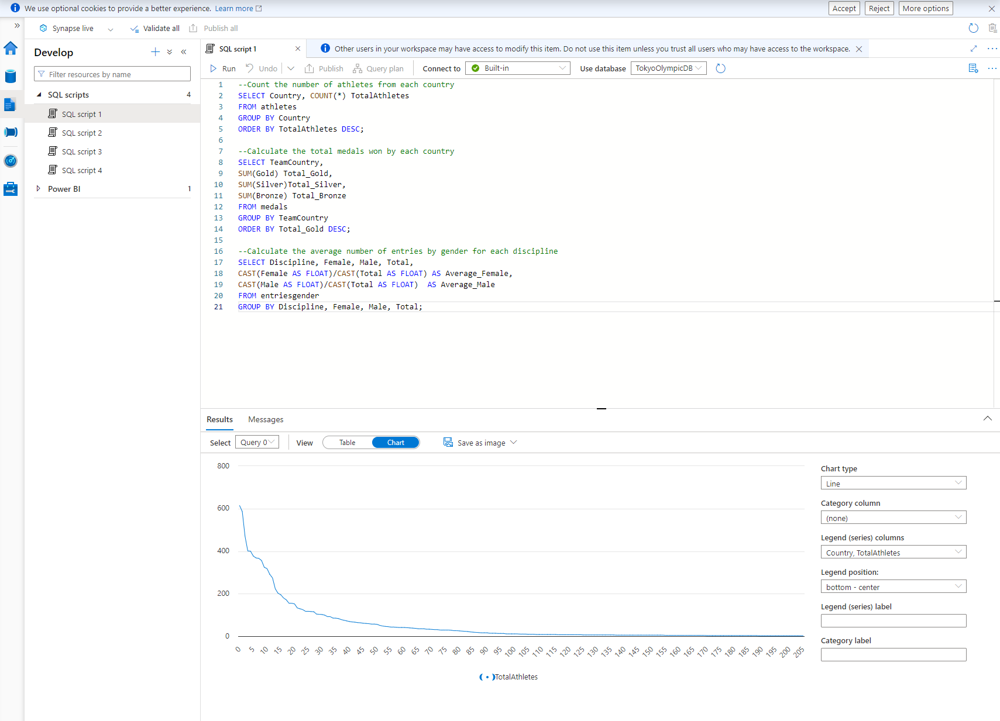 We use optional cookies to provide a better experience. Learn more
Accept Reject More options
Synapse live Validate all Publish all
Develop
Filter resources by name
SQL scripts 4
SQL script 1
SQL script 2
SQL script 3
SQL script 4
Power BI 1
SQL script 1
Other users in your workspace may have access to modify this item. Do not use this item unless you trust all users who may have access to the workspace.
Run Undo Publish Query plan Connect to Built-in Use database TokyoOlympicDB
1 --Count the number of athletes from each country
2 SELECT Country, COUNT(*) TotalAthletes
3 FROM athletes
4 GROUP BY Country
5 ORDER BY TotalAthletes DESC;
6
7 --Calculate the total medals won by each country
8 SELECT TeamCountry,
9 SUM(Gold) Total_Gold,
10 SUM(Silver)Total_Silver,
11 SUM(Bronze) Total_Bronze
12 FROM medals
13 GROUP BY TeamCountry
14 ORDER BY Total_Gold DESC;
15
16 --Calculate the average number of entries by gender for each discipline
17 SELECT Discipline, Female, Male, Total,
18 CAST(Female AS FLOAT)/CAST(Total AS FLOAT) AS Average_Female,
19 CAST(Male AS FLOAT)/CAST(Total AS FLOAT)  AS Average_Male
20 FROM entriesgender
21 GROUP BY Discipline, Female, Male, Total;
Results Messages
Select Query 0 View Table Chart Save as image
800
600
400
200
0
0 5 10 15 20 25 30 35 40 45 50 55 60 65 70 75 80 85 90 95 100 105 110 115 120 125 130 135 140 145 150 155 160 165 170 175 180 185 190 195 200 205
TotalAthletes
Chart type
Line
Category column
(none)
Legend (series) columns
Country, TotalAthletes
Legend position:
bottom - center
Legend (series) label
Category label